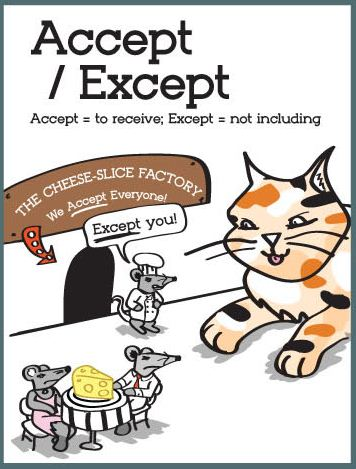 Accept
/ Except
Accept = to receive; Except = not including
THE CHEESE-SLICE FACTORY
We Accept Everyone!
Except you!